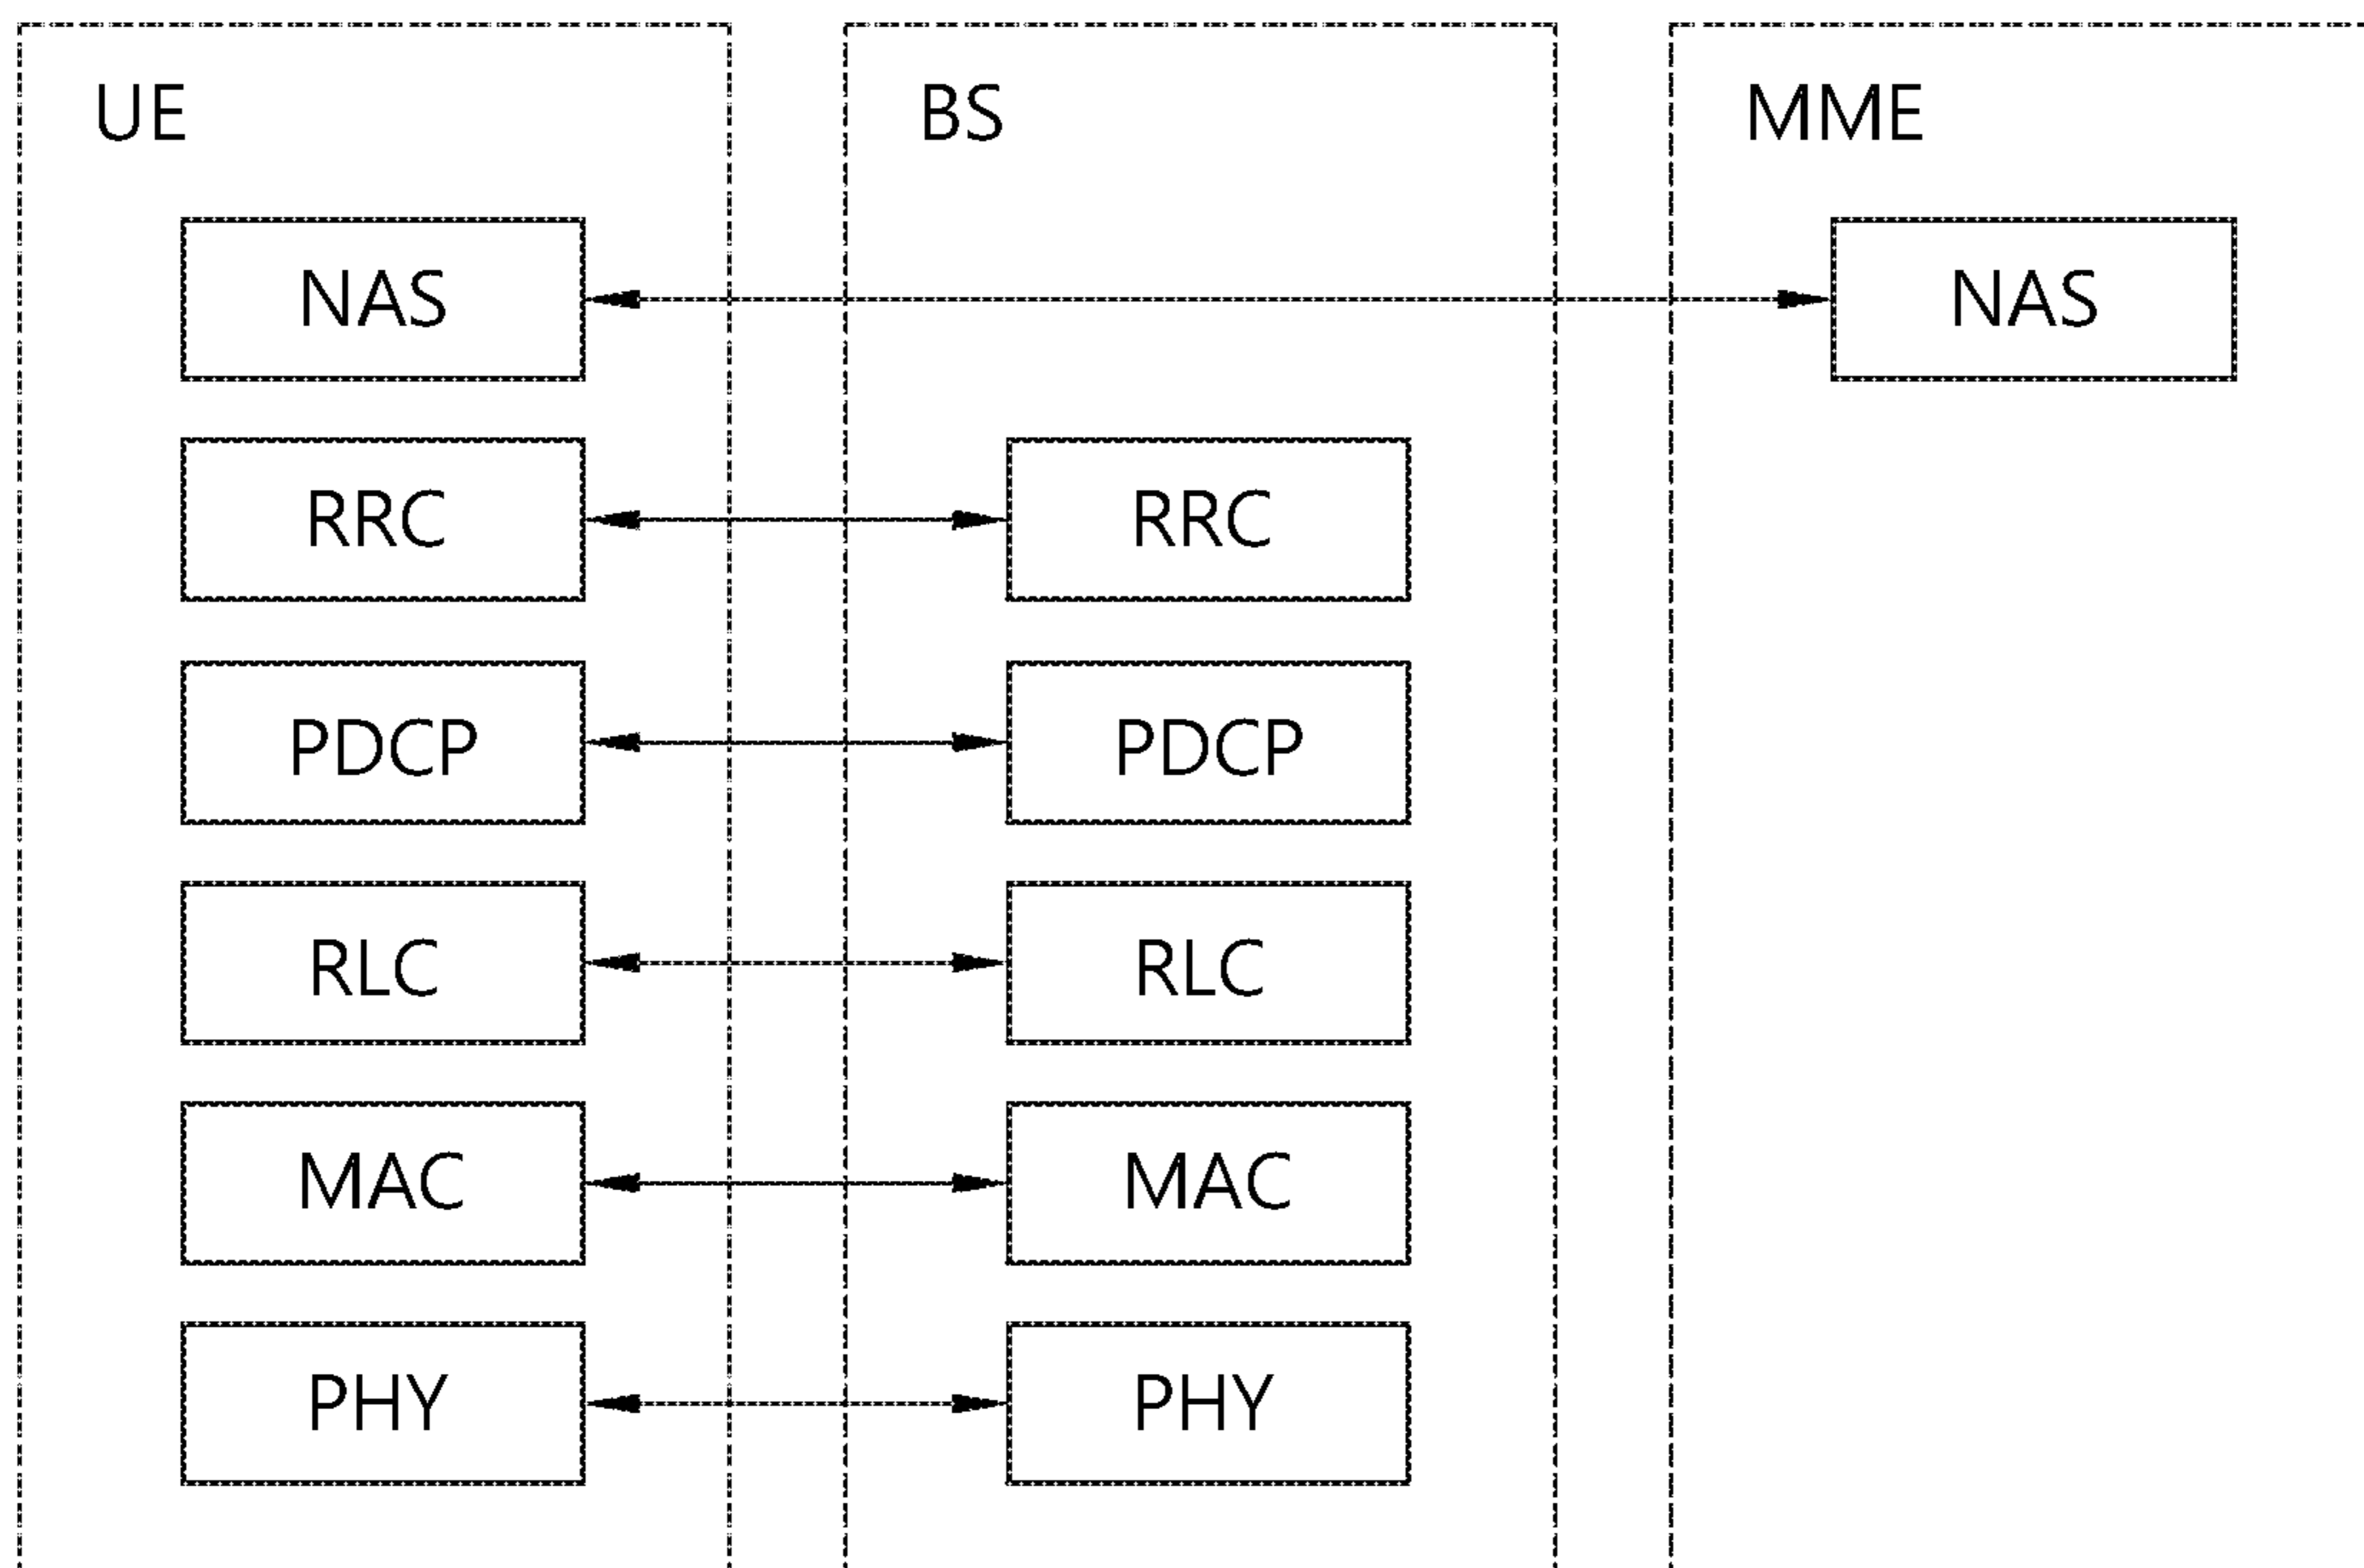 UE
BS
MME
NAS
NAS
RRC
RRC
PDCP
PDCP
RLC
RLC
MAC
MAC
PHY
PHY